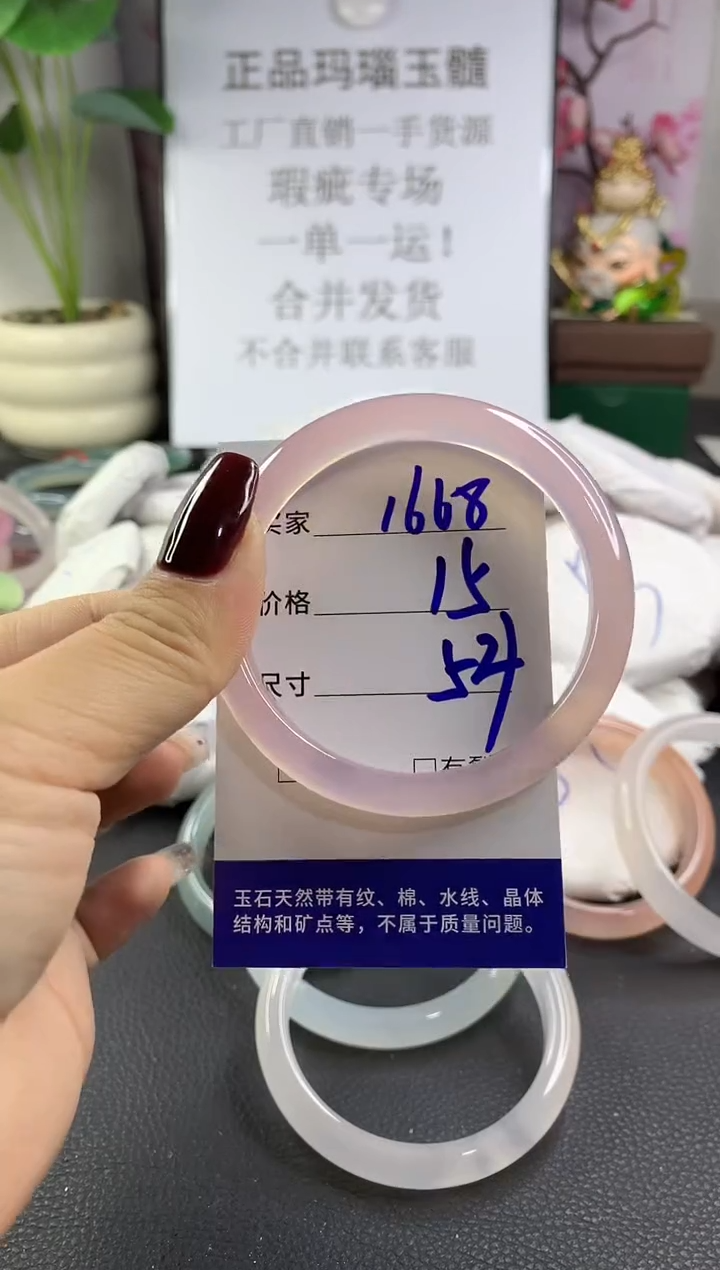 正品玛瑙玉髓
工厂直销一手货源
瑕疵专场
一单一运！
合并发货
不合并联系客服
家 1668
价格 15
尺寸 54
玉石天然带有纹、棉、水线、晶体
结构和矿点等，不属于质量问题。